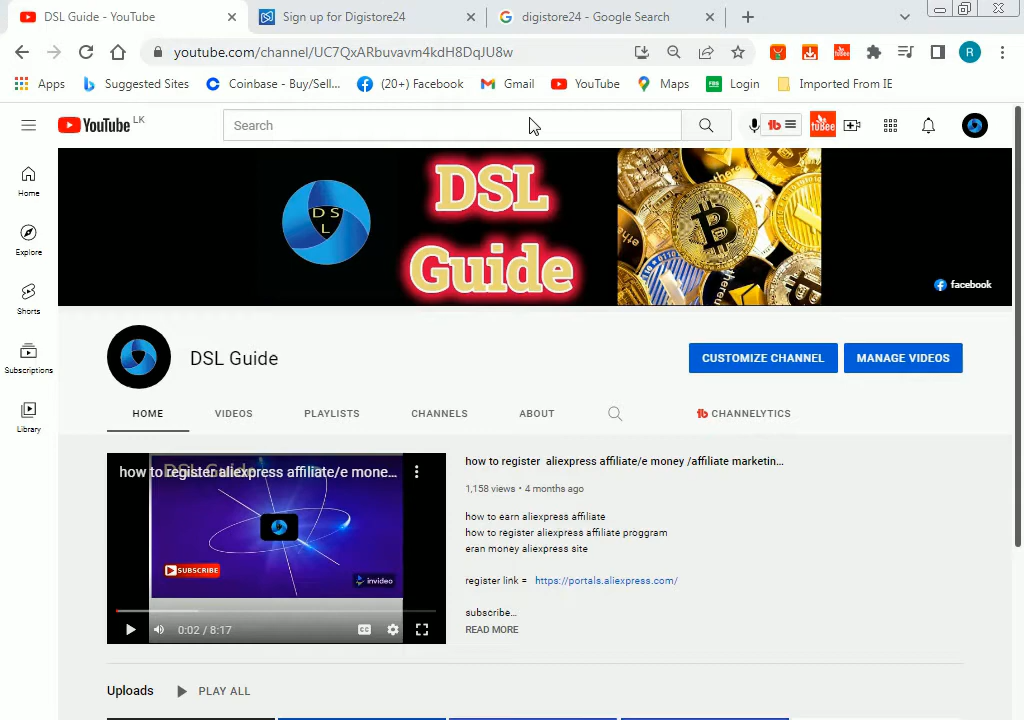 DSL Guide - YouTube
Sign up for Digistore24
digistore24 - Google Search
youtube.com/channel/UC7QxARbuvavm4kdH8DqJU8w
R
Apps
Suggested Sites
Coinbase - Buy/Sell...
(20+) Facebook
Gmail
YouTube
Maps
Login
Imported From IE
YouTube LK
Search
tuBee
Home
Explore
Shorts
Subscriptions
Library
DSL
Guide
D S
L
facebook
DSL Guide
CUSTOMIZE CHANNEL
MANAGE VIDEOS
HOME
VIDEOS
PLAYLISTS
CHANNELS
ABOUT
CHANNELYTICS
how to register aliexpress affiliate/e mone...
SUBSCRIBE
invideo
0:02 / 8:17
how to register aliexpress affiliate/e money /affiliate marketin...
1,158 views • 4 months ago
how to earn aliexpress affiliate
how to register aliexpress affiliate proggram
eran money aliexpress site
register link = https://portals.aliexpress.com/
subscribe...
READ MORE
Uploads
PLAY ALL